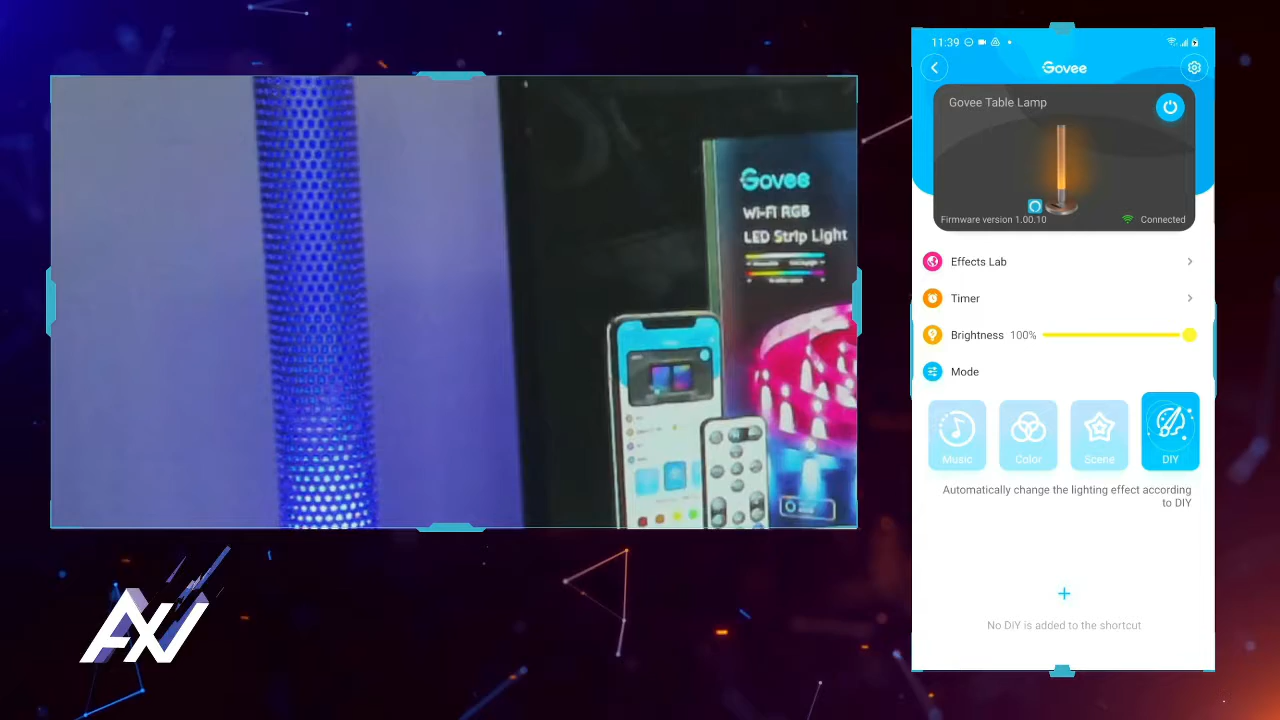 Govee
Wi-Fi RGB
LED Strip Light
AW
11:39
Govee
Govee Table Lamp
Firmware version 1.00.10
Connected
Effects Lab
Timer
Brightness 100%
Mode
Music
Color
Scene
DIY
Automatically change the lighting effect according
to DIY
No DIY is added to the shortcut